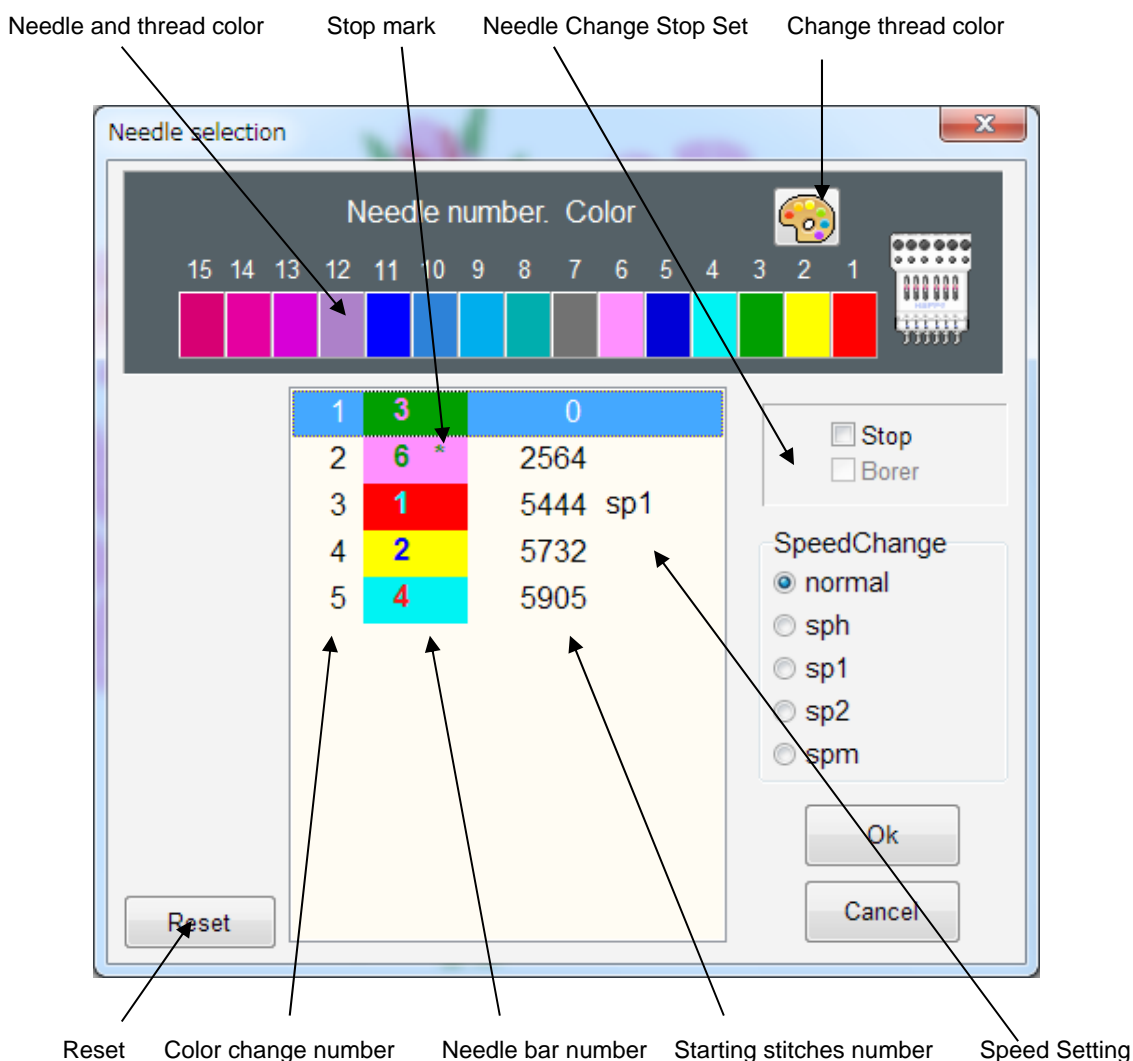 Needle and thread color Stop mark Needle Change Stop Set Change thread color
Needle selection
Needle number. Color
15 14 13 12 11 10 9 8 7 6 5 4 3 2 1
HAPPY
1 3 0
2 6 * 2564
3 1 5444 sp1
4 2 5732
5 4 5905
Stop
Borer
SpeedChange
normal
sph
sp1
sp2
spm
Ok
Cancel
Reset
Reset Color change number Needle bar number Starting stitches number Speed Setting